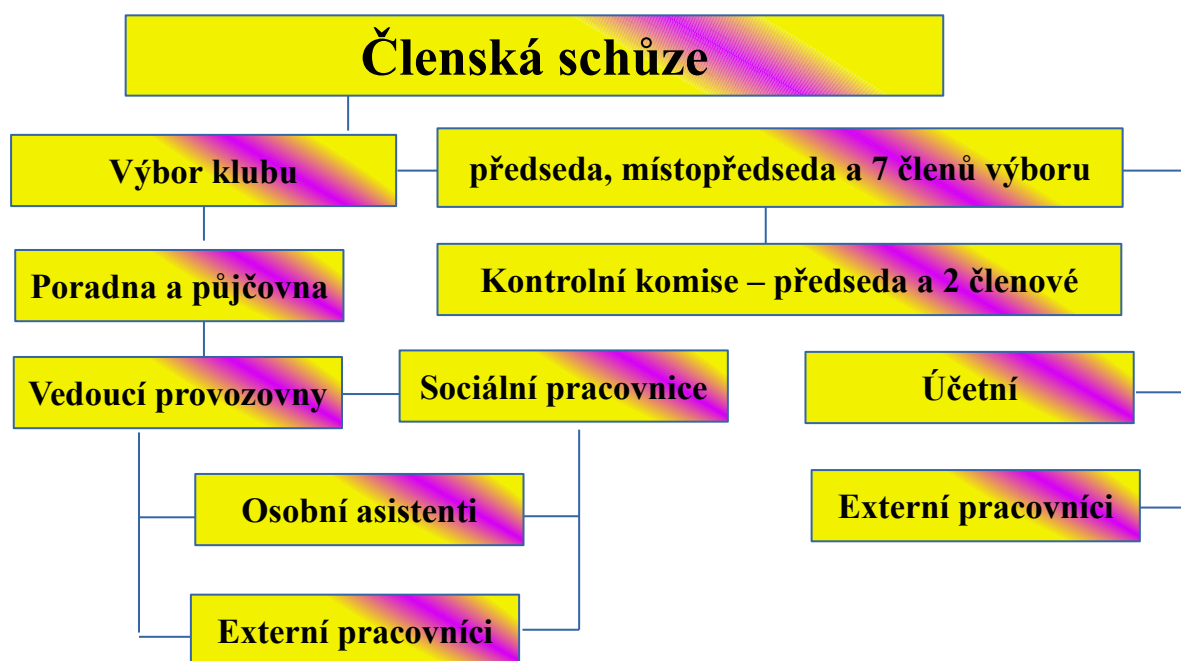 Členská schůze
Výbor klubu
předseda, místopředseda a 7 členů výboru
Poradna a půjčovna
Kontrolní komise – předseda a 2 členové
Vedoucí provozovny
Sociální pracovnice
Účetní
Osobní asistenti
Externí pracovníci
Externí pracovníci